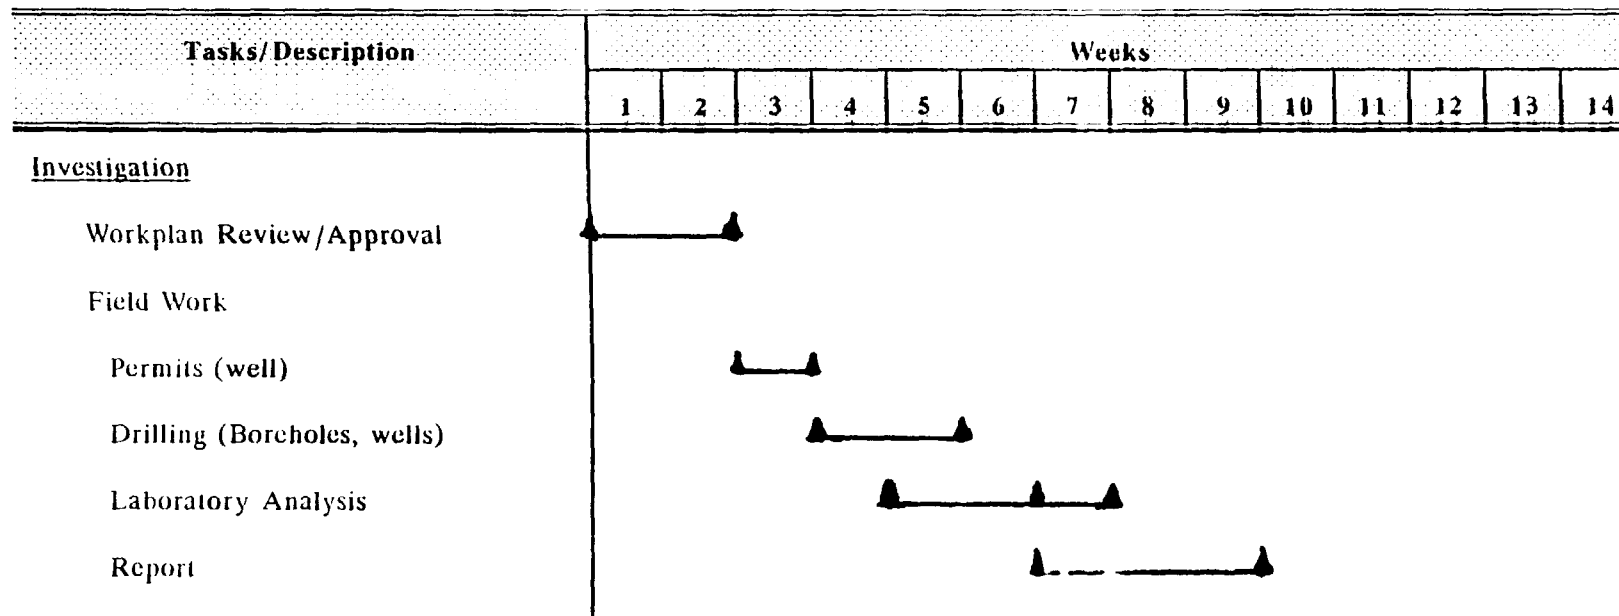 Tasks/Description
Weeks
1 2 3 4 5 6 7 8 9 10 11 12 13 14
Investigation
Workplan Review/Approval
Field Work
Permits (well)
Drilling (Boreholes, wells)
Laboratory Analysis
Report